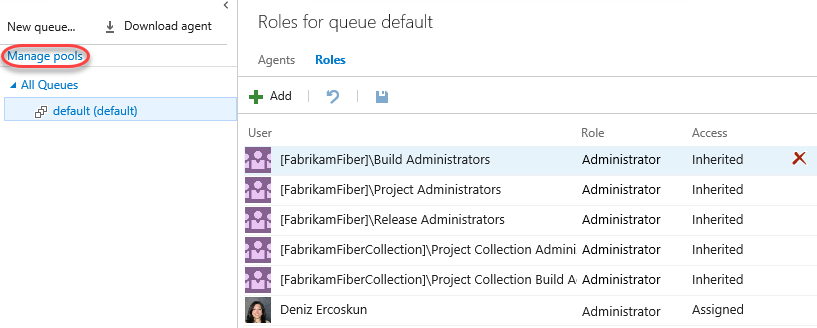 New queue... Download agent
Manage pools
All Queues
default (default)
Roles for queue default
Agents Roles
Add
User Role Access
[FabrikamFiber]\Build Administrators Administrator Inherited
[FabrikamFiber]\Project Administrators Administrator Inherited
[FabrikamFiber]\Release Administrators Administrator Inherited
[FabrikamFiberCollection]\Project Collection Admini Administrator Inherited
[FabrikamFiberCollection]\Project Collection Build A Administrator Inherited
Deniz Ercoskun Administrator Assigned